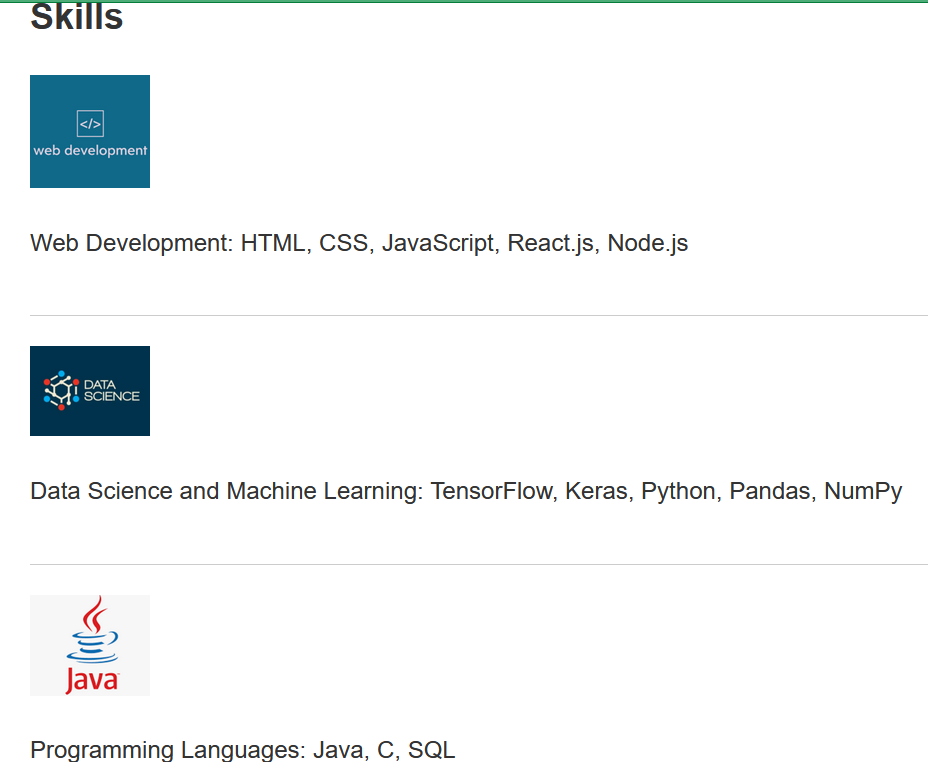 Skills
</>
web development
Web Development: HTML, CSS, JavaScript, React.js, Node.js
DATA
SCIENCE
Data Science and Machine Learning: TensorFlow, Keras, Python, Pandas, NumPy
Java
Programming Languages: Java, C, SQL